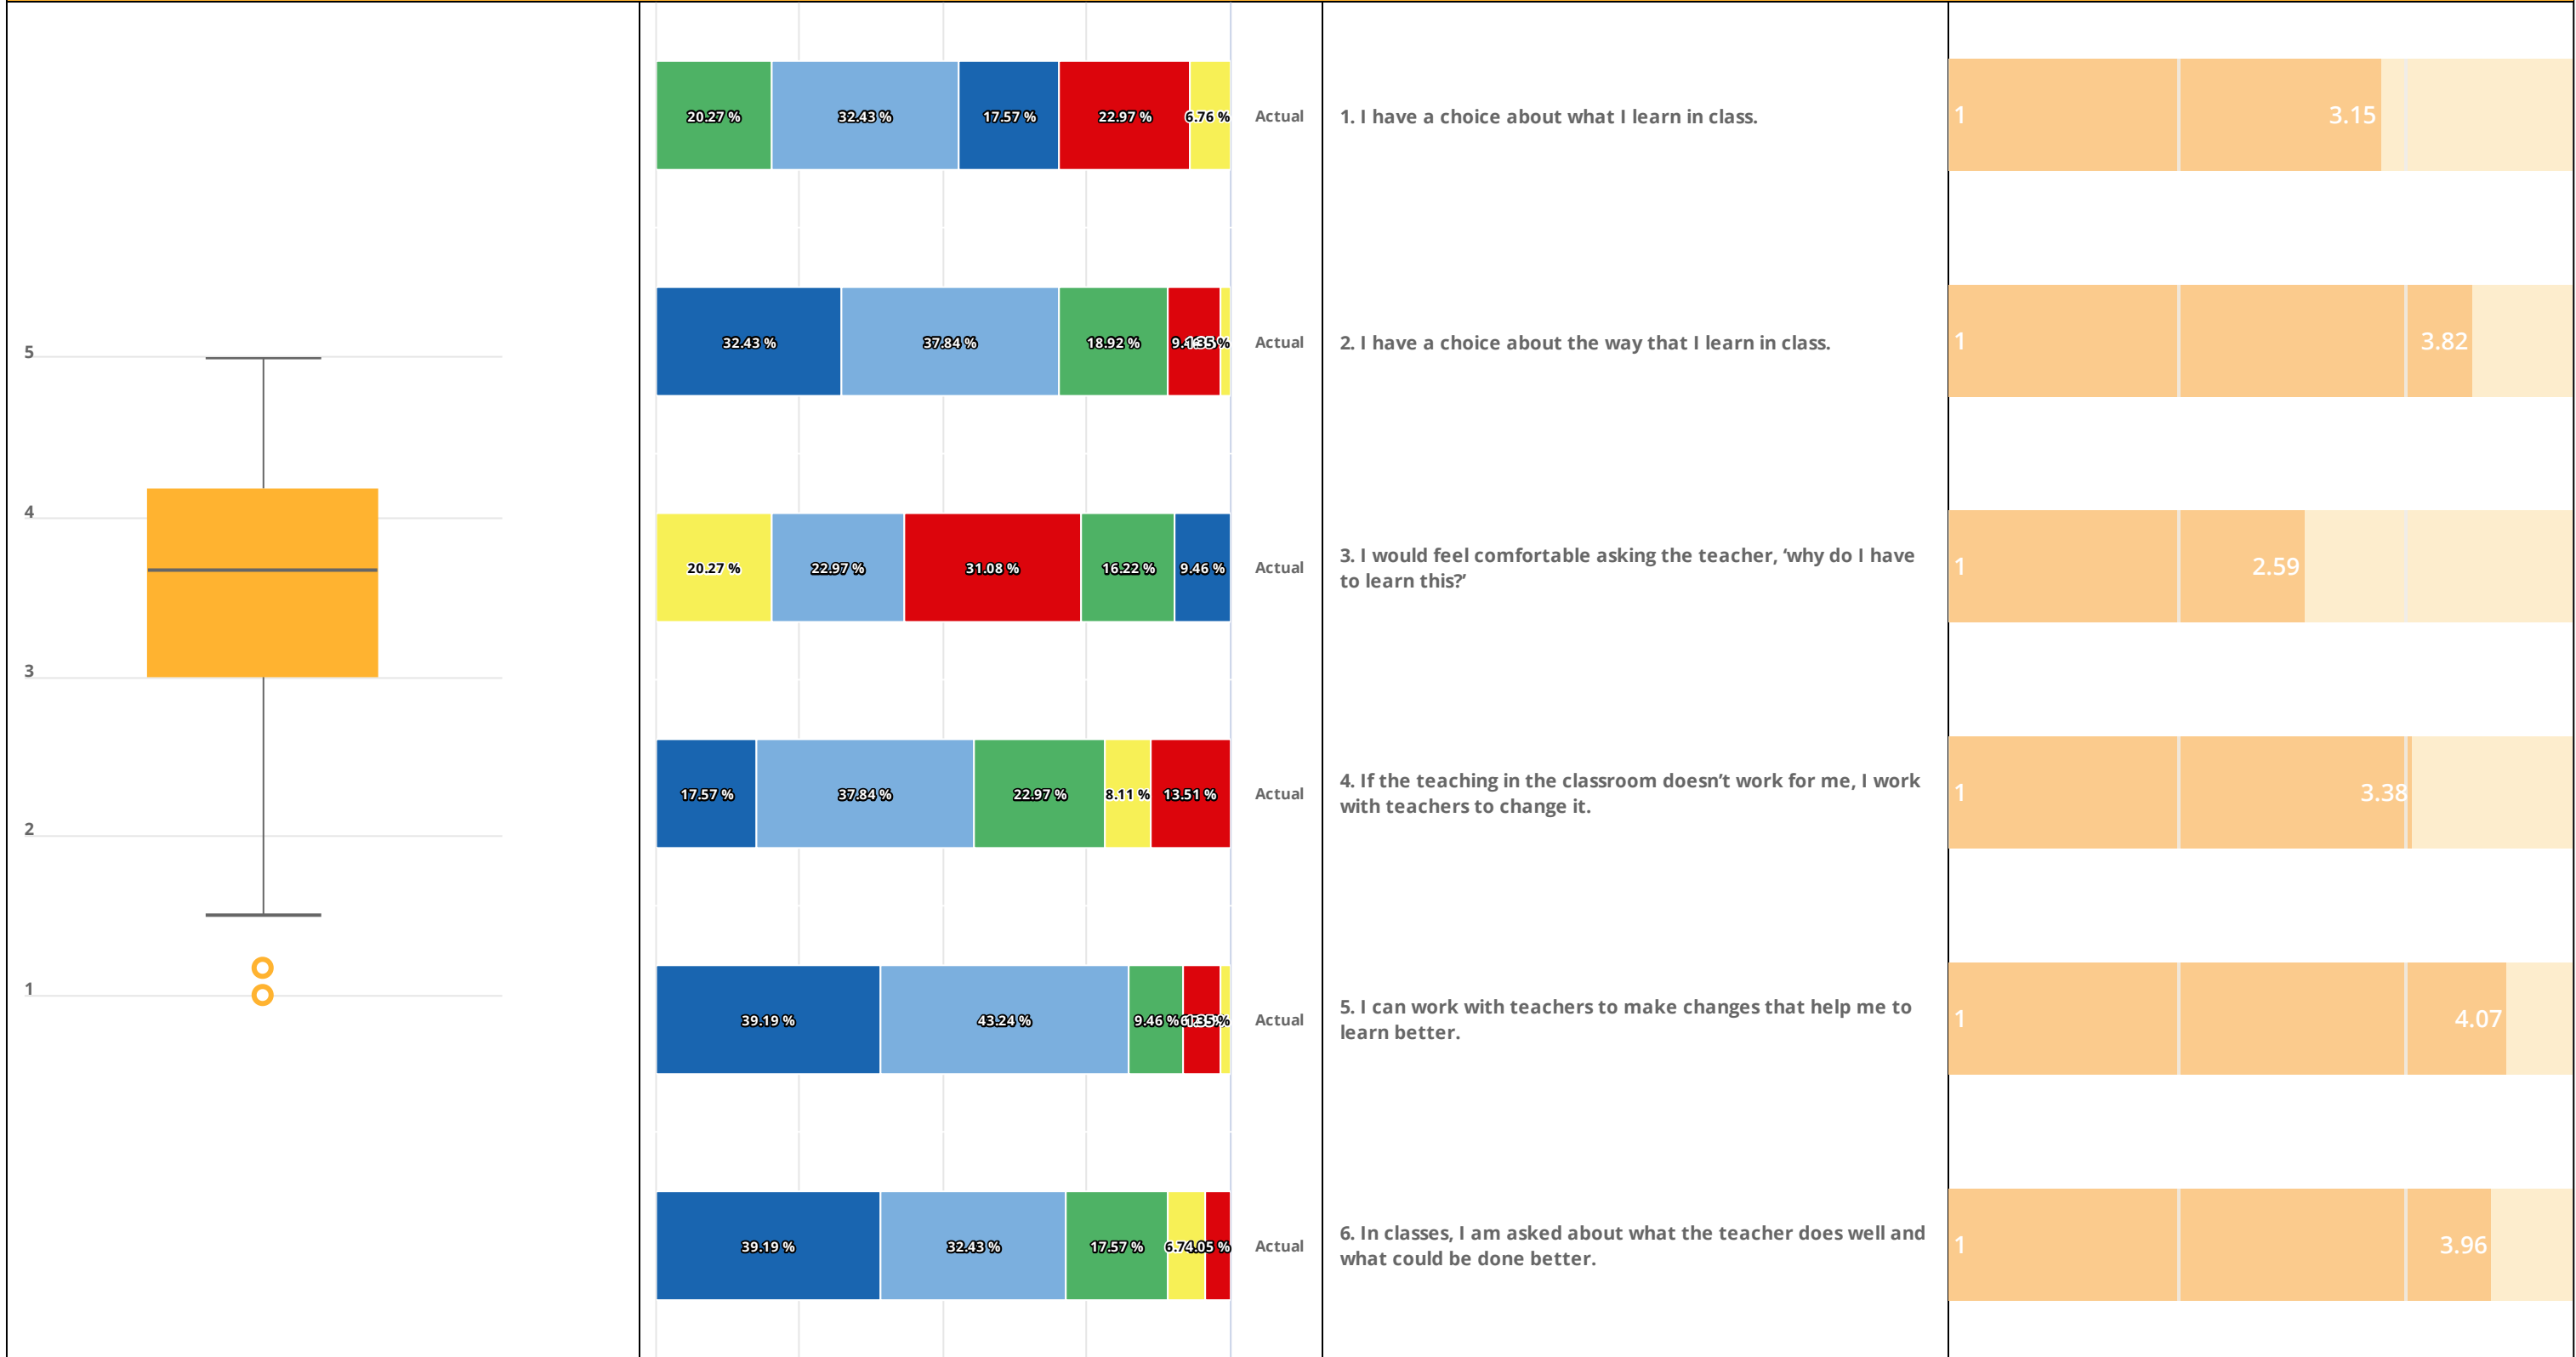 5
4
3
2
1
20.27 % 32.43 % 17.57 % 22.97 % 6.76 % Actual
1. I have a choice about what I learn in class.
1 3.15
32.43 % 37.84 % 18.92 % 1.35 % Actual
2. I have a choice about the way that I learn in class.
1 3.82
20.27 % 22.97 % 31.08 % 16.22 % 9.46 % Actual
3. I would feel comfortable asking the teacher, ‘why do I have
to learn this?’
1 2.59
17.57 % 37.84 % 22.97 % 8.11 % 13.51 % Actual
4. If the teaching in the classroom doesn’t work for me, I work
with teachers to change it.
1 3.38
39.19 % 43.24 % 9.46 % 1.35 % Actual
5. I can work with teachers to make changes that help me to
learn better.
1 4.07
39.19 % 32.43 % 17.57 % 4.05 % Actual
6. In classes, I am asked about what the teacher does well and
what could be done better.
1 3.96